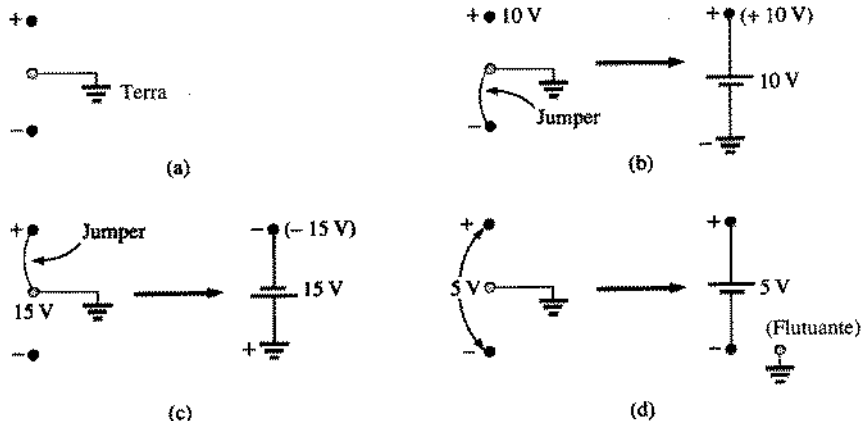 +
Terra
−
(a)
+ 10 V
Jumper
−
+ (+ 10 V)
10 V
−
(b)
+
Jumper
15 V
−
− (− 15 V)
15 V
+
(c)
+
5 V
−
+
5 V
(Flutuante)
−
(d)